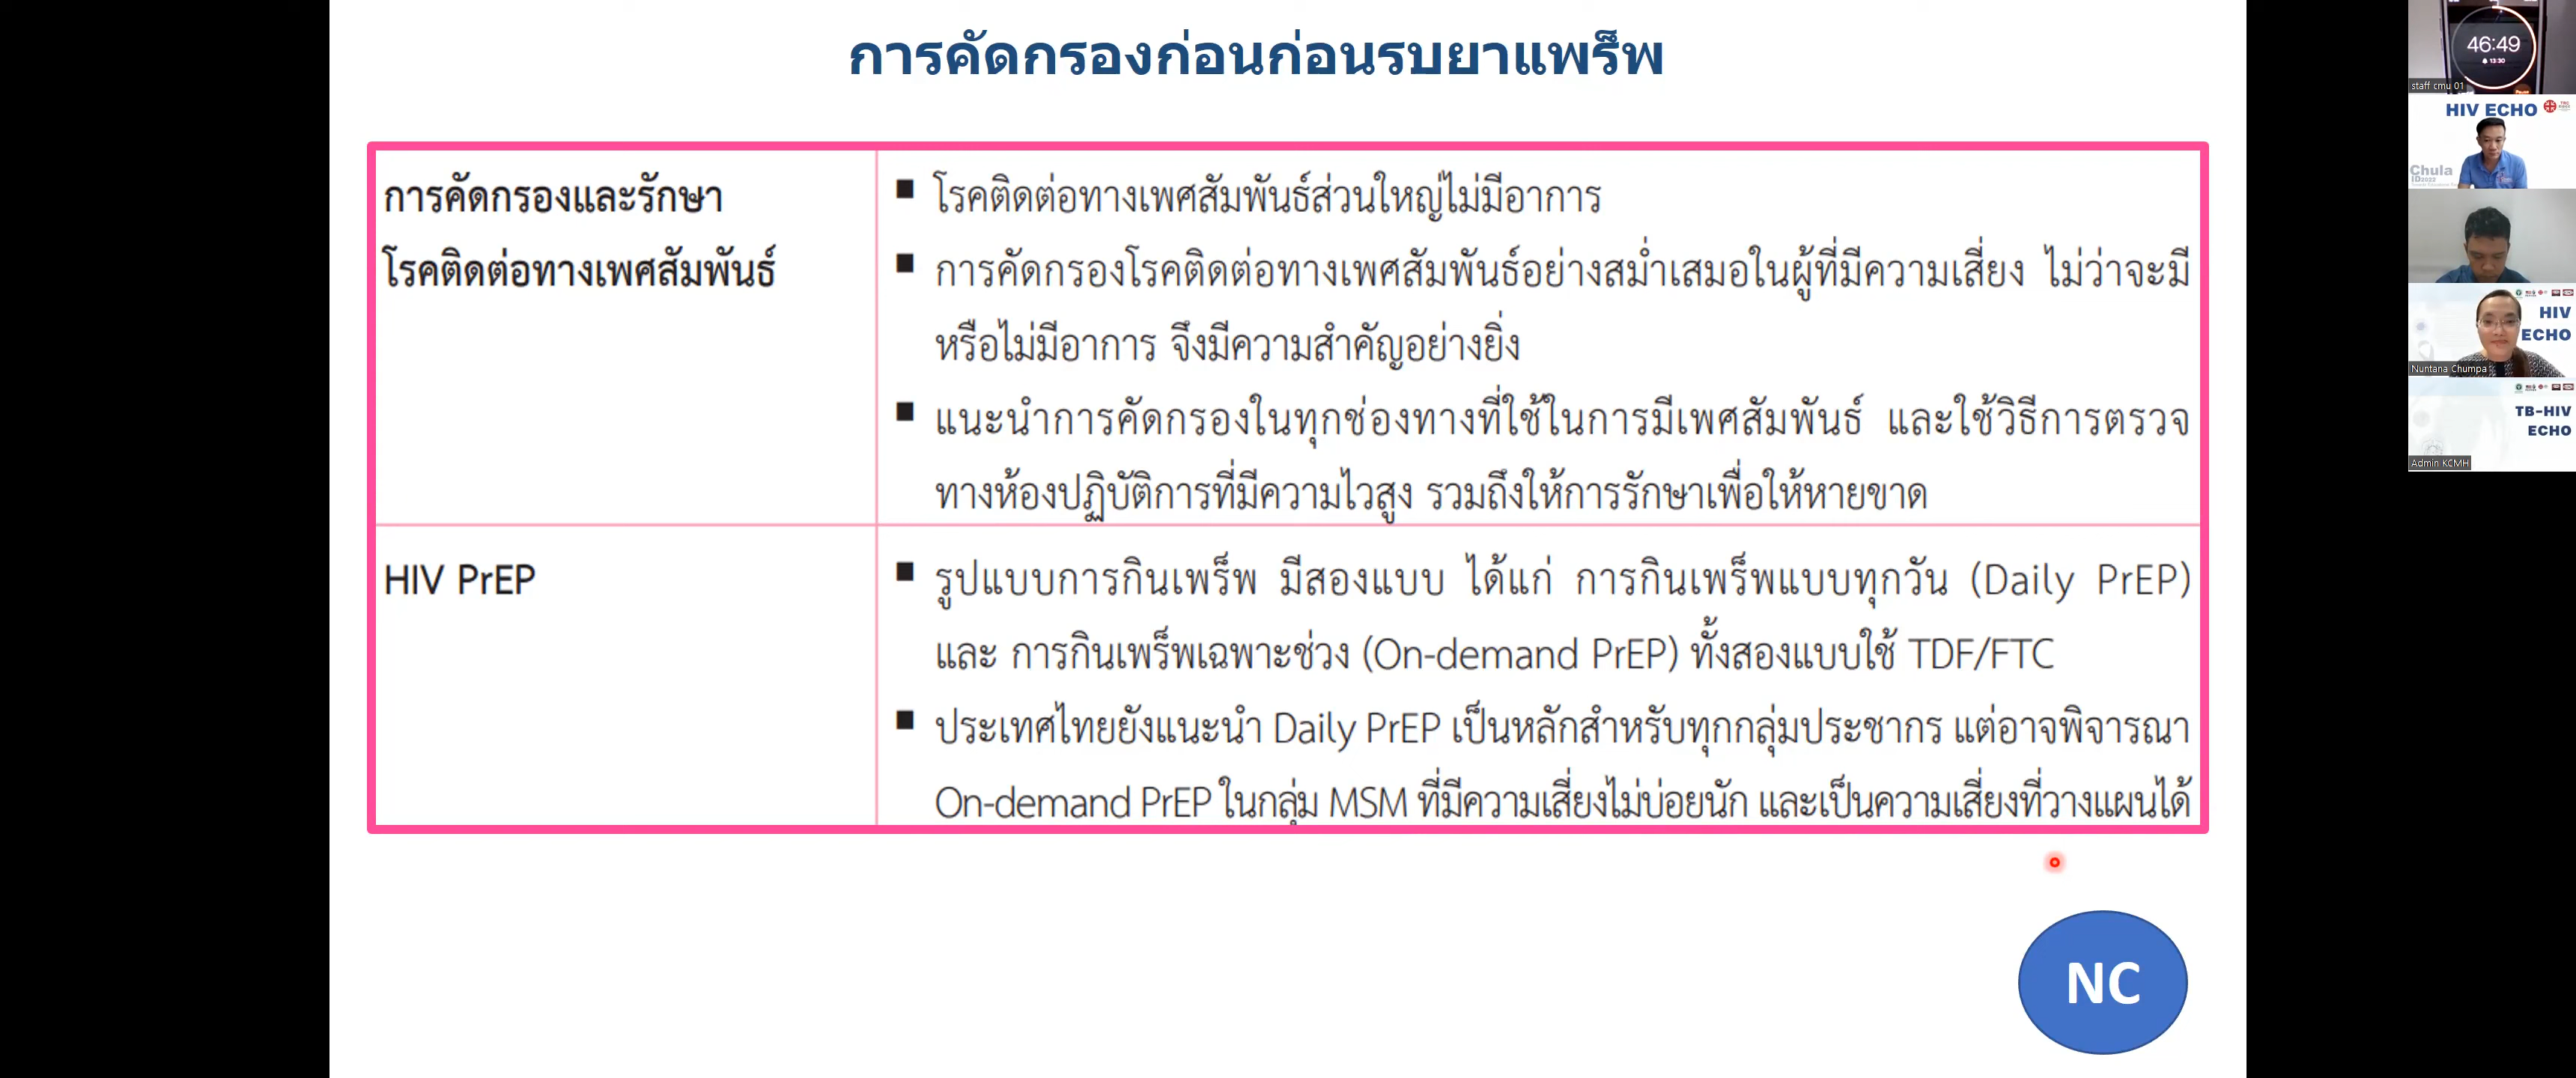 การคัดกรองก่อนก่อนรบยาแพร็พ
การคัดกรองและรักษา
โรคติดต่อทางเพศสัมพันธ์
■ โรคติดต่อทางเพศสัมพันธ์ส่วนใหญ่ไม่มีอาการ
■ การคัดกรองโรคติดต่อทางเพศสัมพันธ์อย่างสม่ำเสมอในผู้ที่มีความเสี่ยง ไม่ว่าจะมี
หรือไม่มีอาการ จึงมีความสำคัญอย่างยิ่ง
■ แนะนำการคัดกรองในทุกช่องทางที่ใช้ในการมีเพศสัมพันธ์ และใช้วิธีการตรวจ
ทางห้องปฏิบัติการที่มีความไวสูง รวมถึงให้การรักษาเพื่อให้หายขาด
HIV PrEP
■ รูปแบบการกินเพร็พ มีสองแบบ ได้แก่ การกินเพร็พแบบทุกวัน (Daily PrEP)
และ การกินเพร็พเฉพาะช่วง (On-demand PrEP) ทั้งสองแบบใช้ TDF/FTC
■ ประเทศไทยยังแนะนำ Daily PrEP เป็นหลักสำหรับทุกกลุ่มประชากร แต่อาจพิจารณา
On-demand PrEP ในกลุ่ม MSM ที่มีความเสี่ยงไม่บ่อยนัก และเป็นความเสี่ยงที่วางแผนได้
NC
46:49
13:30
staff cmu 01
HIV ECHO
Chula
ID2022
HIV
ECHO
Nuntana Chumpa
TB-HIV
ECHO
Admin KCMH